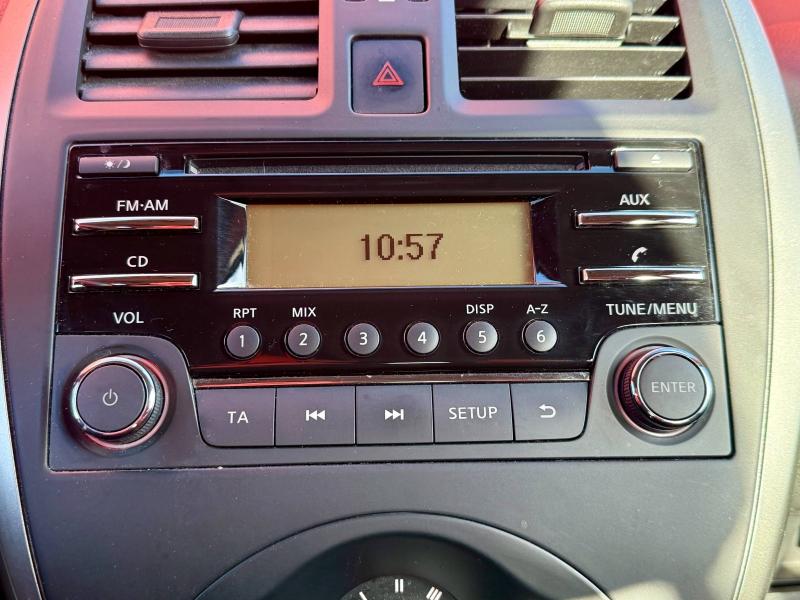 FM·AM
AUX
10:57
CD
VOL
RPT MIX DISP A-Z
TUNE/MENU
1 2 3 4 5 6
ENTER
TA SETUP